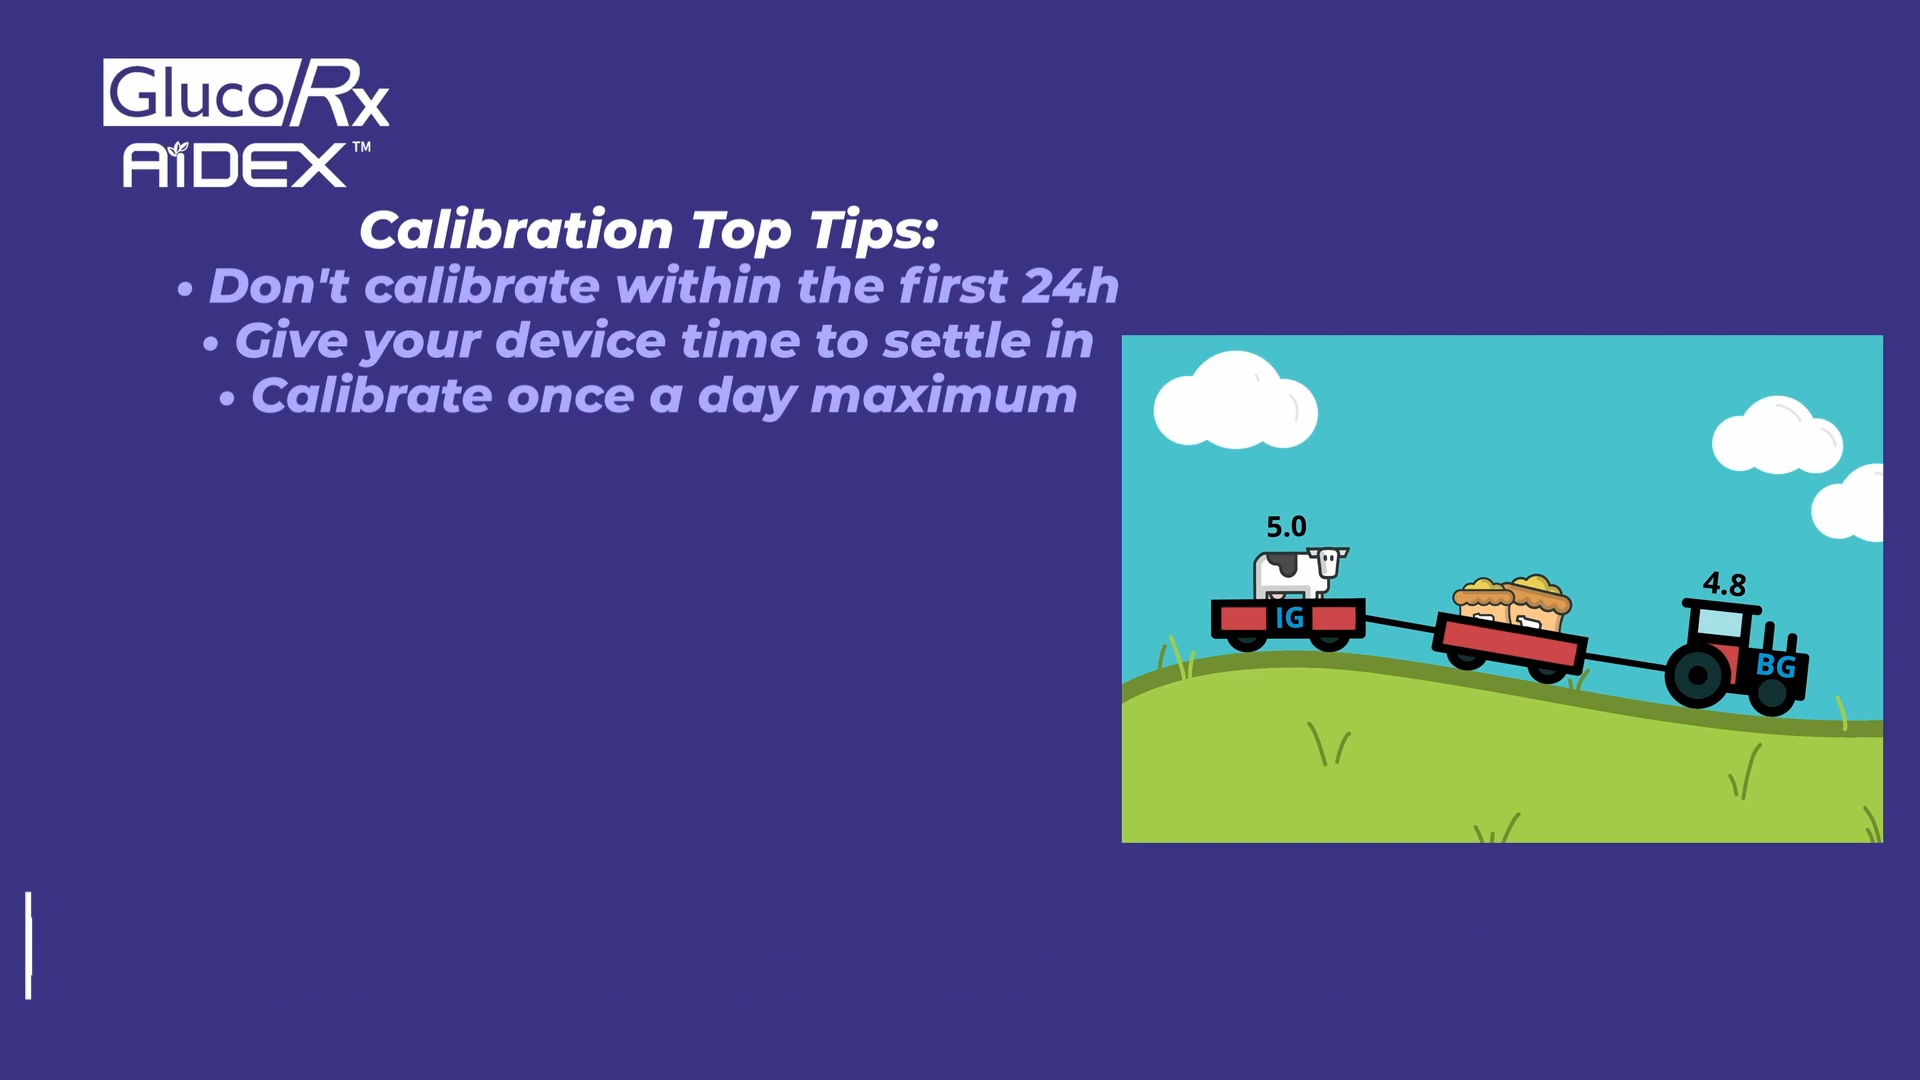 GlucoRx
AiDEX™
Calibration Top Tips:
• Don't calibrate within the first 24h
• Give your device time to settle in
• Calibrate once a day maximum
5.0
4.8
IG
BG